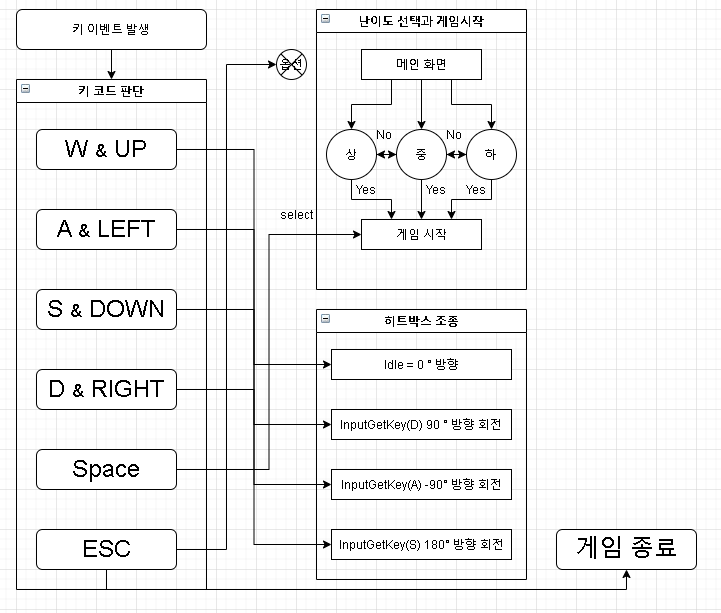 키 이벤트 발생
키 코드 판단
W & UP
A & LEFT
S & DOWN
D & RIGHT
Space
ESC
옵션
select
난이도 선택과 게임시작
메인 화면
상
No
중
No
하
Yes
Yes
Yes
게임 시작
히트박스 조종
Idle = 0 ° 방향
InputGetKey(D) 90 ° 방향 회전
InputGetKey(A) -90° 방향 회전
InputGetKey(S) 180° 방향 회전
게임 종료